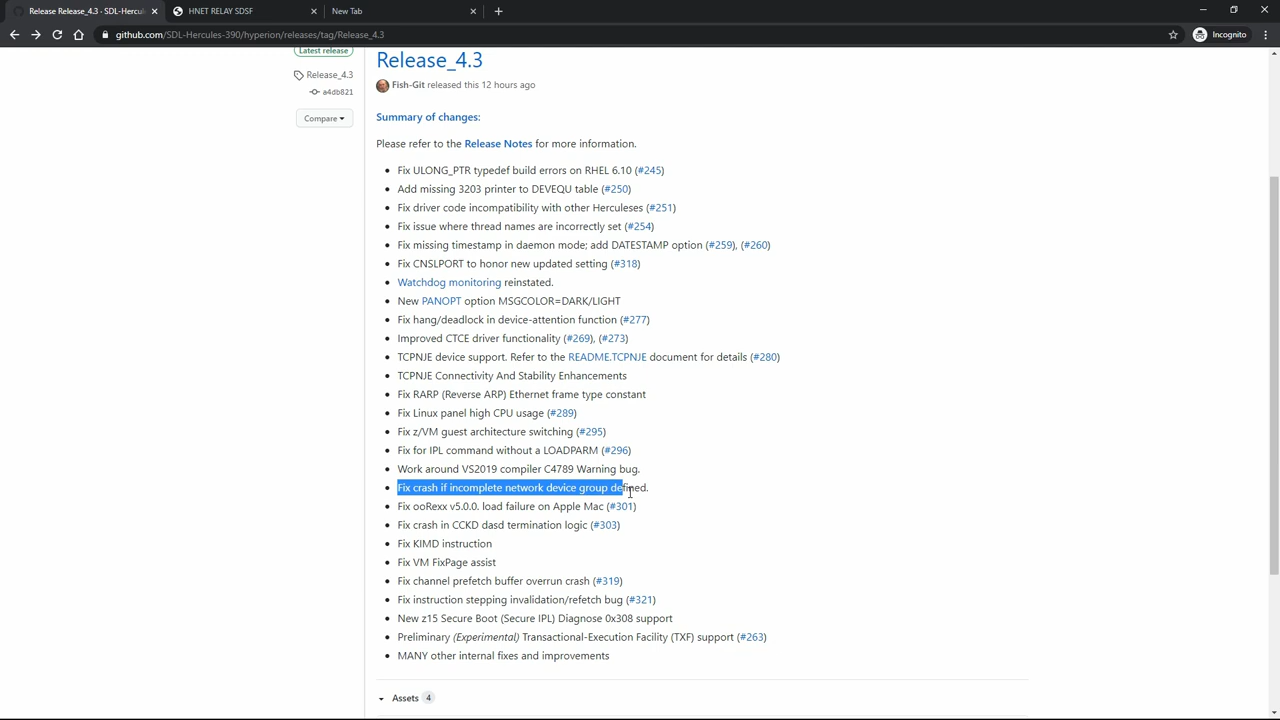 Release Release_4.3 - SDL-Hercul
HNET RELAY SDSF
New Tab
github.com/SDL-Hercules-390/hyperion/releases/tag/Release_4.3
Incognito
Latest release
Release_4.3
a4db821
Compare
Release_4.3
Fish-Git released this 12 hours ago
Summary of changes:
Please refer to the Release Notes for more information.
• Fix ULONG_PTR typedef build errors on RHEL 6.10 (#245)
• Add missing 3203 printer to DEVEQU table (#250)
• Fix driver code incompatibility with other Herculeses (#251)
• Fix issue where thread names are incorrectly set (#254)
• Fix missing timestamp in daemon mode; add DATESTAMP option (#259), (#260)
• Fix CNSLPORT to honor new updated setting (#318)
• Watchdog monitoring reinstated.
• New PANOPT option MSGCOLOR=DARK/LIGHT
• Fix hang/deadlock in device-attention function (#277)
• Improved CTCE driver functionality (#269), (#273)
• TCPNJE device support. Refer to the README.TCPNJE document for details (#280)
• TCPNJE Connectivity And Stability Enhancements
• Fix RARP (Reverse ARP) Ethernet frame type constant
• Fix Linux panel high CPU usage (#289)
• Fix z/VM guest architecture switching (#295)
• Fix for IPL command without a LOADPARM (#296)
• Work around VS2019 compiler C4789 Warning bug.
• Fix crash if incomplete network device group defined.
• Fix ooRexx v5.0.0. load failure on Apple Mac (#301)
• Fix crash in CCKD dasd termination logic (#303)
• Fix KIMD instruction
• Fix VM FixPage assist
• Fix channel prefetch buffer overrun crash (#319)
• Fix instruction stepping invalidation/refetch bug (#321)
• New z15 Secure Boot (Secure IPL) Diagnose 0x308 support
• Preliminary (Experimental) Transactional-Execution Facility (TXF) support (#263)
• MANY other internal fixes and improvements
Assets 4